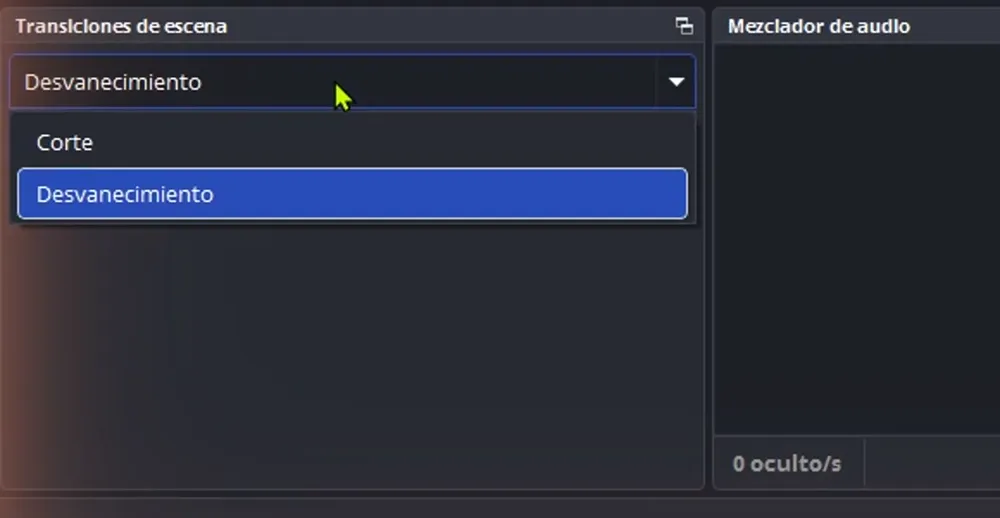 Transiciones de escena
Desvanecimiento
Corte
Desvanecimiento
Mezclador de audio
0 oculto/s